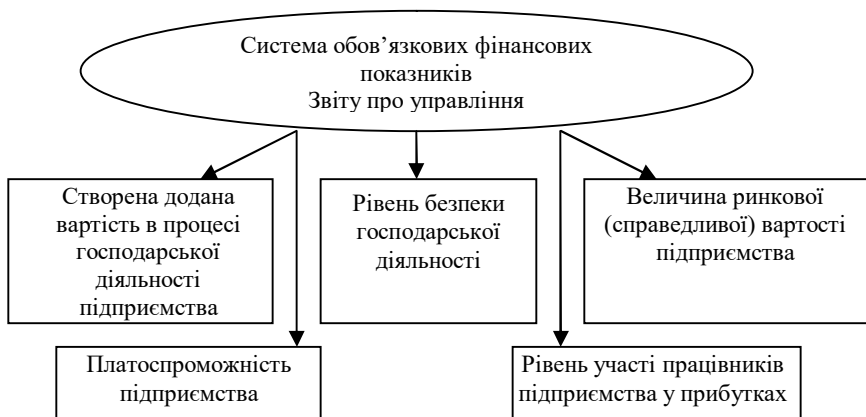 Система обов’язкових фінансових
показників
Звіту про управління
Створена додана
вартість в процесі
господарської
діяльності
підприємства
Рівень безпеки
господарської
діяльності
Величина ринкової
(справедливої) вартості
підприємства
Платоспроможність
підприємства
Рівень участі працівників
підприємства у прибутках